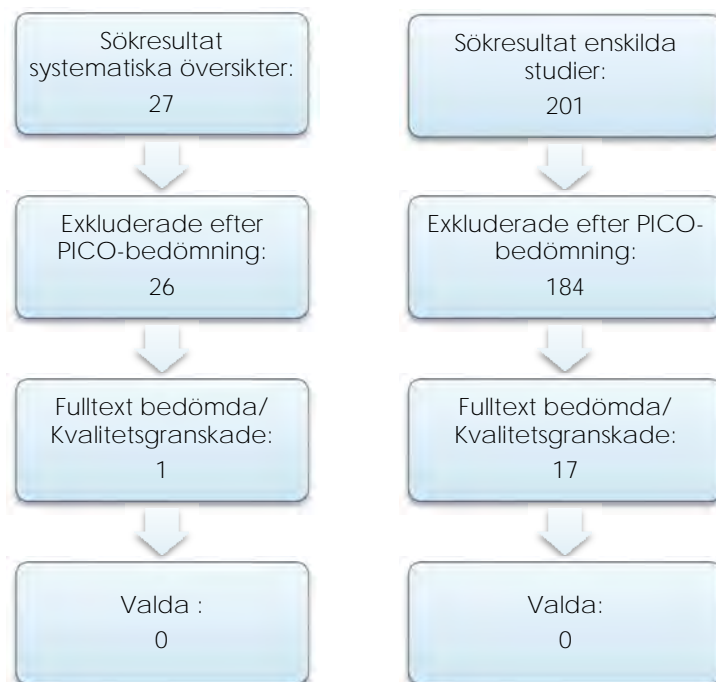 Sökresultat
systematiska översikter:
27
Exkluderade efter
PICO-bedömning:
26
Fulltext bedömda/
Kvalitetsgranskade:
1
Valda :
0
Sökresultat enskilda
studier:
201
Exkluderade efter PICO-
bedömning:
184
Fulltext bedömda/
Kvalitetsgranskade:
17
Valda:
0